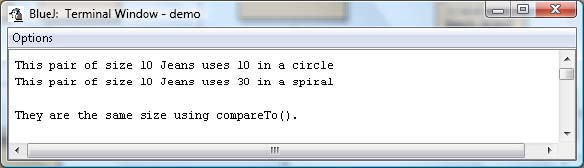 BlueJ: Terminal Window - demo
Options
This pair of size 10 Jeans uses 10 in a circle
This pair of size 10 Jeans uses 30 in a spiral
They are the same size using compareTo().